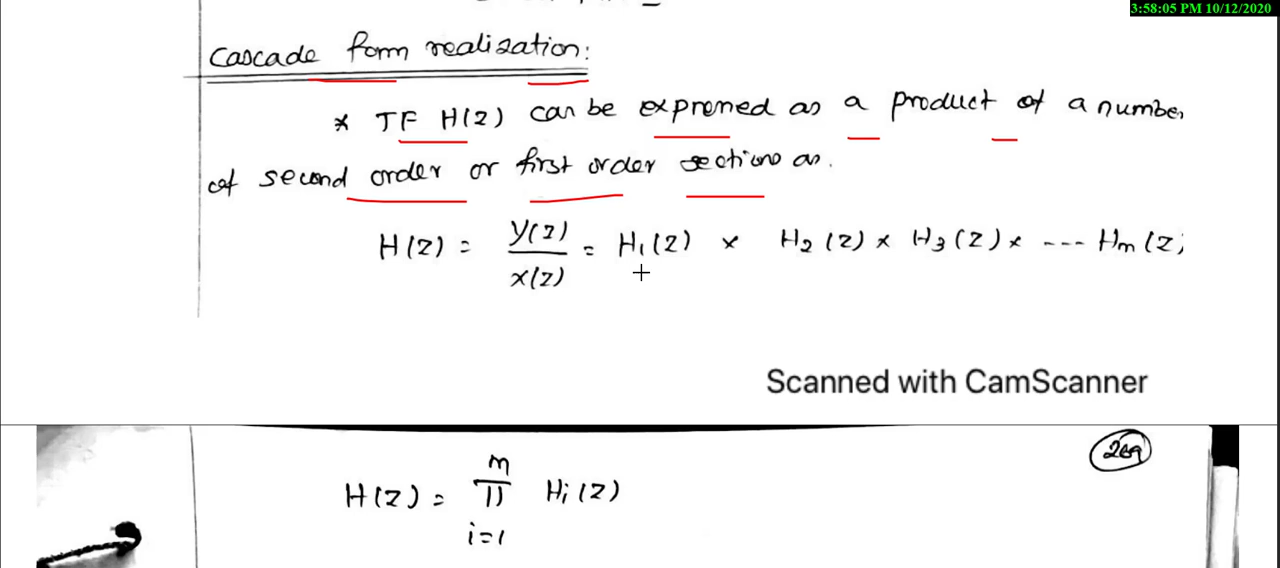 3:58:05 PM 10/12/2020
Cascade form realization:
* TF H(Z) can be expressed as a product of a number
of second order or first order sections as.
H(Z) = Y(Z)/X(Z) = H1(Z) × H2(Z) × H3(Z) × --- Hm(Z)
Scanned with CamScanner
H(Z) = m π i=1 Hi(Z)